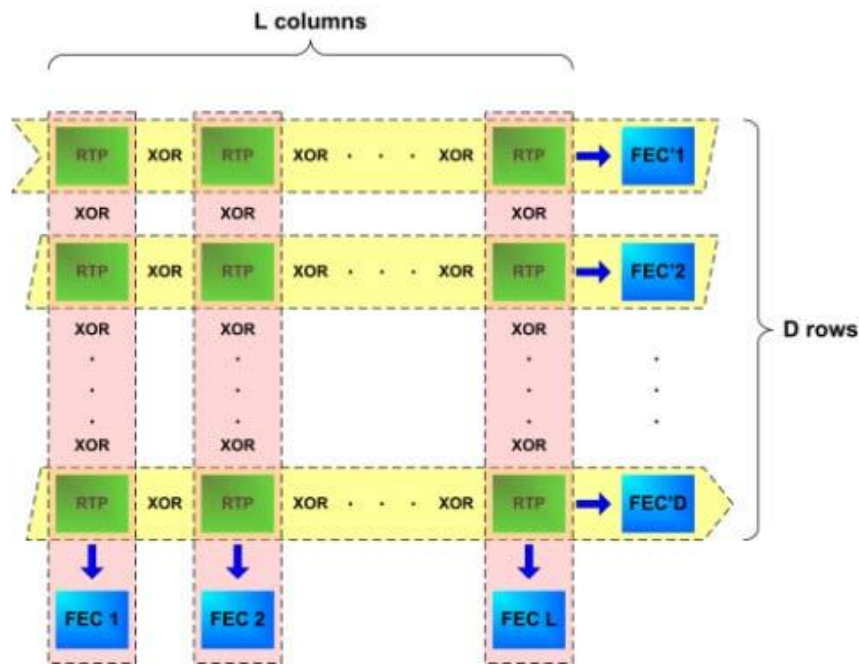 L columns
RTP XOR RTP XOR . . . XOR RTP FEC'1
XOR XOR XOR
RTP XOR RTP XOR . . . XOR RTP FEC'2
XOR XOR XOR
D rows
. . . .
. . . .
. . . .
XOR XOR XOR
RTP XOR RTP XOR . . . XOR RTP FEC'D
FEC 1 FEC 2 FEC L